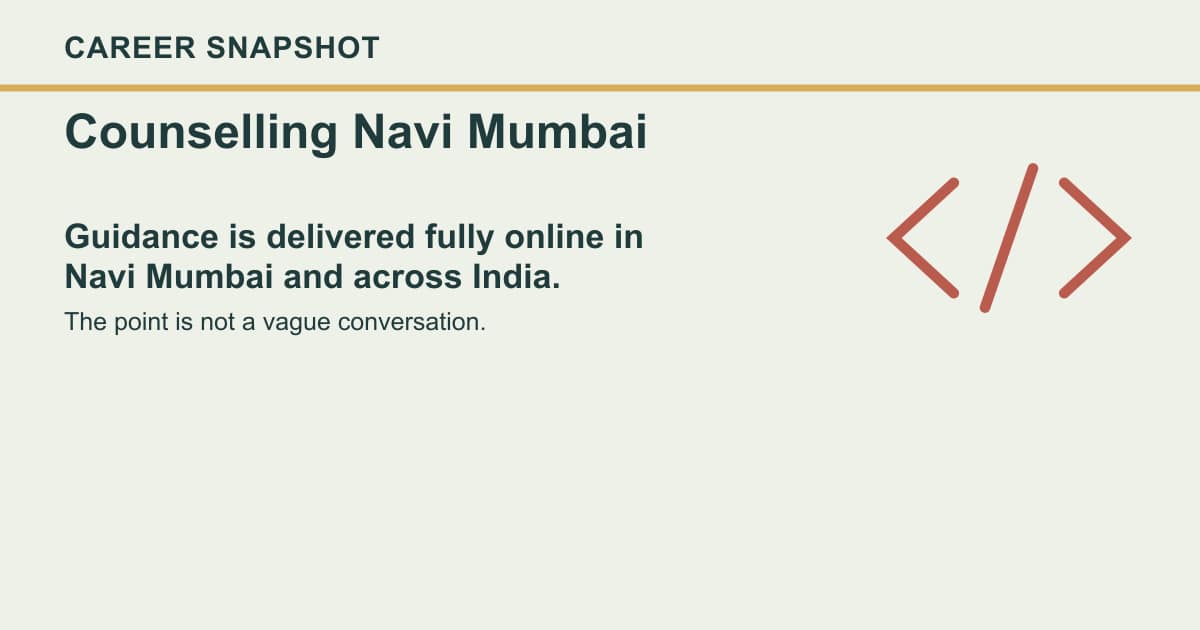 CAREER SNAPSHOT
Counselling Navi Mumbai
Guidance is delivered fully online in
Navi Mumbai and across India.
The point is not a vague conversation.